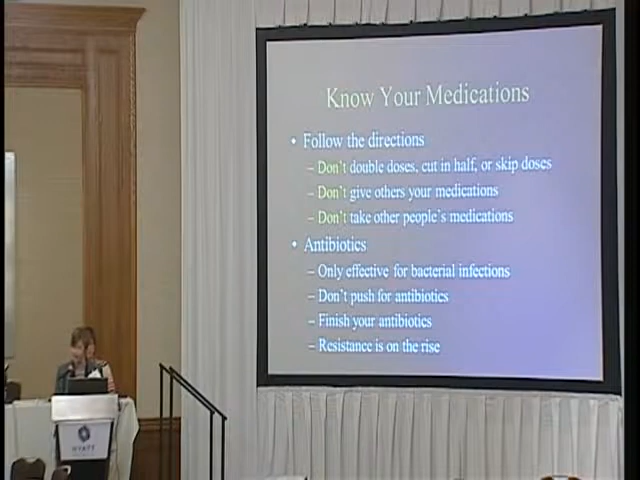 Know Your Medications
• Follow the directions
– Don't double doses, cut in half, or skip doses
– Don't give others your medications
– Don't take other people's medications
• Antibiotics
– Only effective for bacterial infections
– Don't push for antibiotics
– Finish your antibiotics
– Resistance is on the rise
HYATT